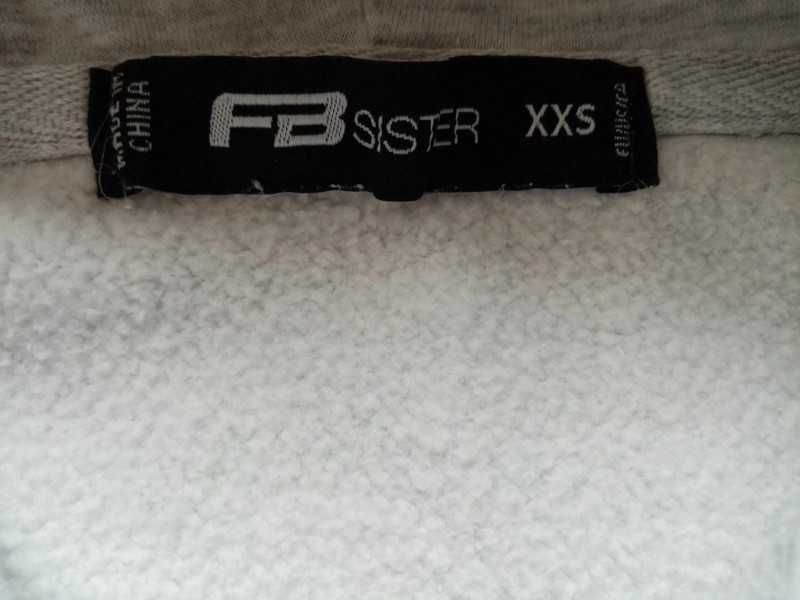 MADE IN
CHINA
FB SISTER XXS